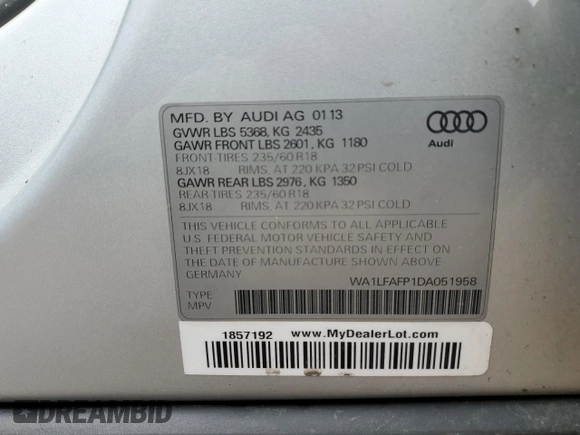 MFD. BY AUDI AG 01 13
GVWR LBS 5368, KG 2435
GAWR FRONT LBS 2601, KG 1180
FRONT-TIRES 235/60 R18
8JX18 RIMS, AT 220 KPA 32 PSI COLD
GAWR REAR LBS 2976, KG 1350
REAR-TIRES 235/60 R18
8JX18 RIMS, AT 220 KPA 32 PSI COLD
Audi
THIS VEHICLE CONFORMS TO ALL APPLICABLE
U.S. FEDERAL MOTOR VEHICLE SAFETY AND
THEFT PREVENTION STANDARDS IN EFFECT ON
THE DATE OF MANUFACTURE SHOWN ABOVE.
GERMANY WA1LFAFP1DA051958
TYPE
MPV
1857192 www.MyDealerLot.com
DREAMBID